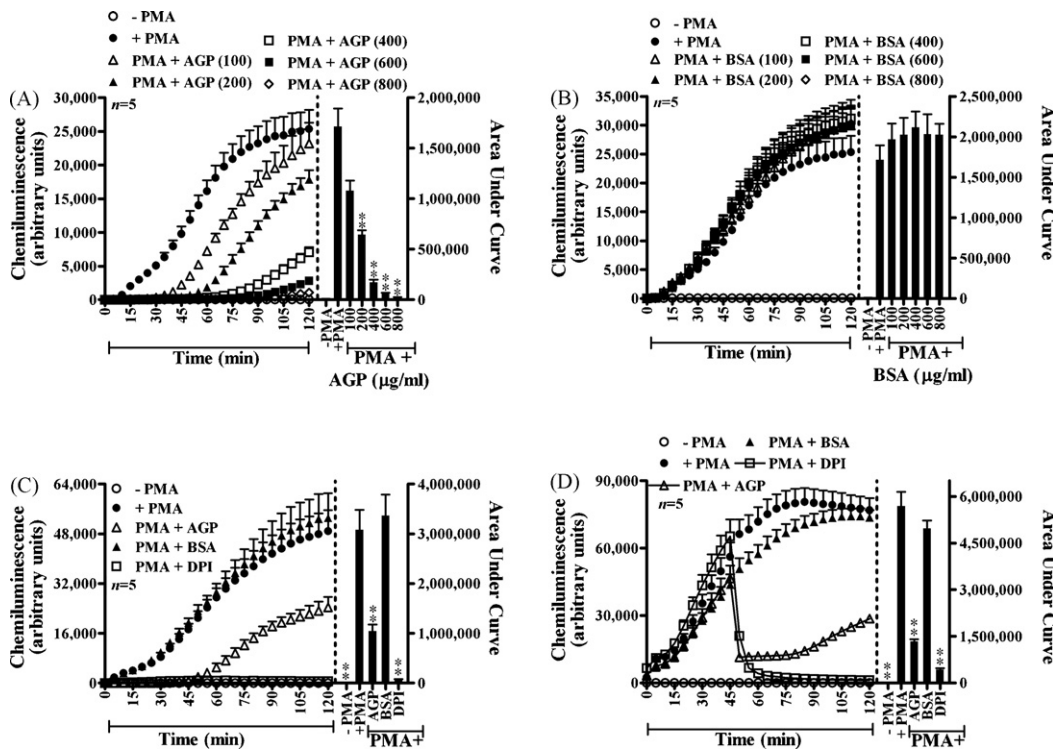 - PMA
+ PMA
PMA + AGP (100)
PMA + AGP (200)
PMA + AGP (400)
PMA + AGP (600)
PMA + AGP (800)
(A)
n=5
Chemiluminescence
(arbitrary units)
30,000
25,000
20,000
15,000
10,000
5,000
0
0 15 30 45 60 75 90 105 120
Time (min)
2,000,000
1,500,000
1,000,000
500,000
0
Area Under Curve
** ** ** **
- PMA
+ PMA
100
200
400
600
800
PMA +
AGP (µg/ml)
- PMA
+ PMA
PMA + BSA (100)
PMA + BSA (200)
PMA + BSA (400)
PMA + BSA (600)
PMA + BSA (800)
(B)
n=5
Chemiluminescence
(arbitrary units)
35,000
30,000
25,000
20,000
15,000
10,000
5,000
0
0 15 30 45 60 75 90 105 120
Time (min)
2,500,000
2,000,000
1,500,000
1,000,000
500,000
0
Area Under Curve
- PMA
+ PMA
100
200
400
600
800
PMA+
BSA (µg/ml)
(C)
- PMA
+ PMA
PMA + AGP
PMA + BSA
PMA + DPI
n=5
Chemiluminescence
(arbitrary units)
64,000
48,000
32,000
16,000
0
0 15 30 45 60 75 90 105 120
Time (min)
4,000,000
3,000,000
2,000,000
1,000,000
0
Area Under Curve
** ** **
- PMA
+PMA
AGP
BSA
DPI
PMA+
- PMA
+ PMA
PMA + AGP
PMA + BSA
PMA + DPI
(D)
n=5
Chemiluminescence
(arbitrary units)
90,000
60,000
30,000
0
0 15 30 45 60 75 90 105 120
Time (min)
6,000,000
4,500,000
3,000,000
1,500,000
0
Area Under Curve
** ** **
- PMA
+ PMA
AGP
BSA
DPI
PMA+